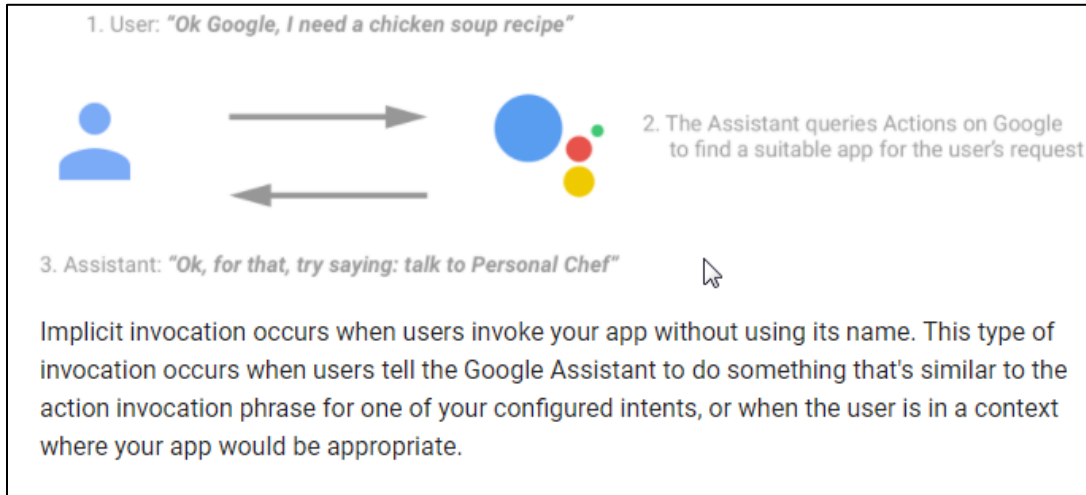 1. User: "Ok Google, I need a chicken soup recipe"
2. The Assistant queries Actions on Google
to find a suitable app for the user's request
3. Assistant: "Ok, for that, try saying: talk to Personal Chef"
Implicit invocation occurs when users invoke your app without using its name. This type of
invocation occurs when users tell the Google Assistant to do something that's similar to the
action invocation phrase for one of your configured intents, or when the user is in a context
where your app would be appropriate.